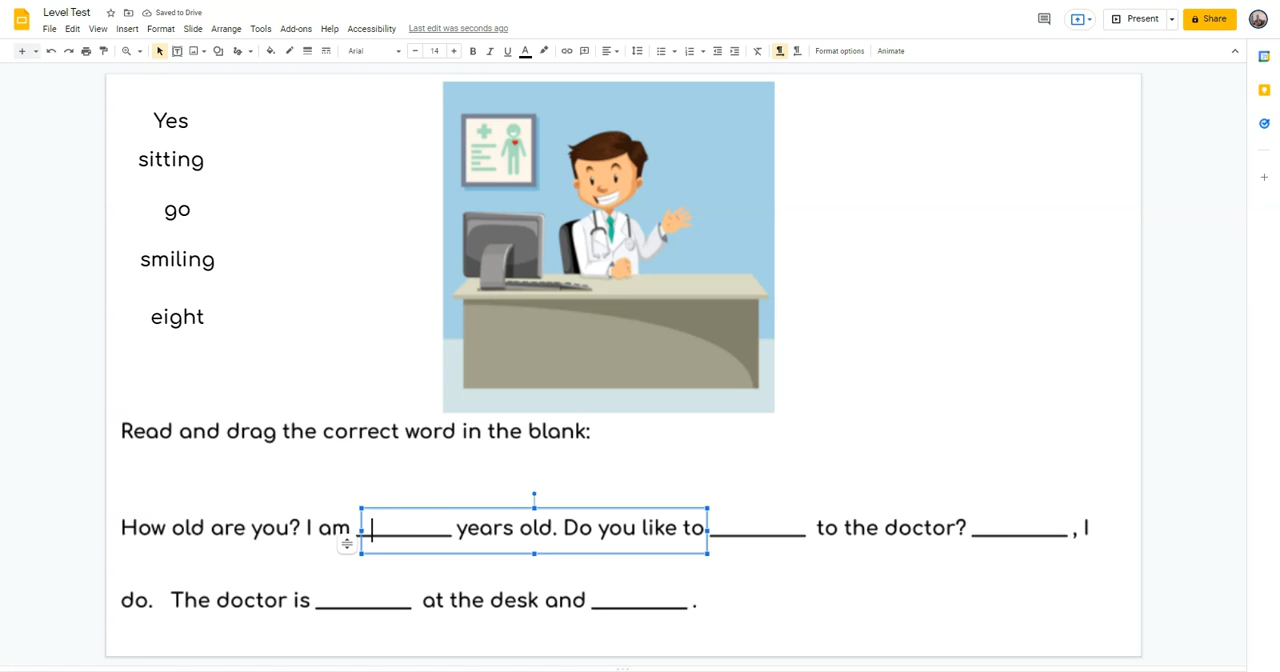 Level Test
Saved to Drive
File Edit View Insert Format Slide Arrange Tools Add-ons Help Accessibility Last edit was seconds ago
Present
Share
Arial
14
B I U A
Format options
Animate
Yes
sitting
go
smiling
eight
Read and drag the correct word in the blank:
How old are you? I am ________ years old. Do you like to ________ to the doctor? ________ , I
do. The doctor is ________ at the desk and ________ .